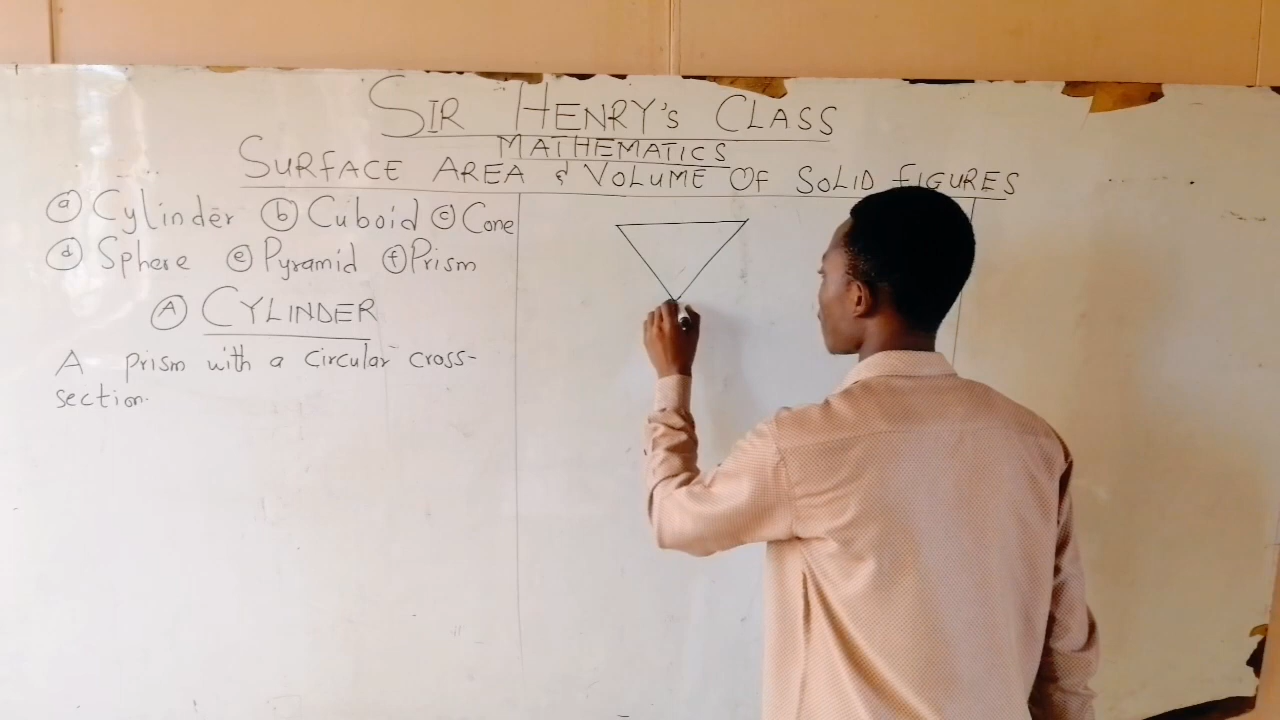 SIR HENRY's CLASS
MATHEMATICS
SURFACE AREA & VOLUME OF SOLID FIGURES
(a) Cylinder (b) Cuboid (c) Cone
(d) Sphere (e) Pyramid (f) Prism
(A) CYLINDER
A prism with a circular cross-
section.